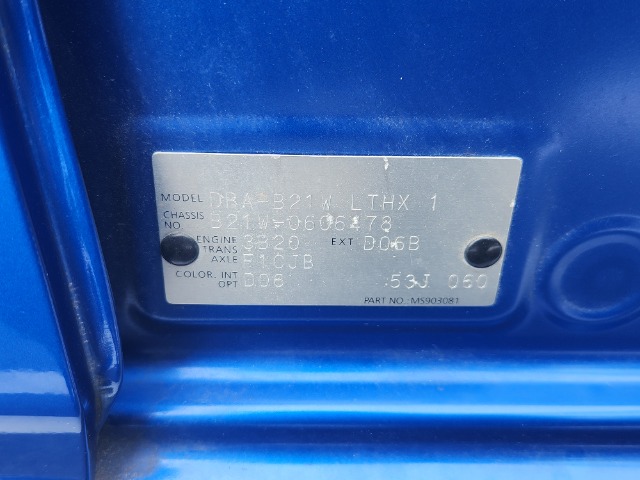 MODEL DBA-B21W LTHX 1
CHASSIS NO. B21W-0606478
ENGINE 3B20 EXT D06B
TRANS AXLE F1CJB
COLOR. INT D06 53J 060
OPT
PART NO.: MS903081